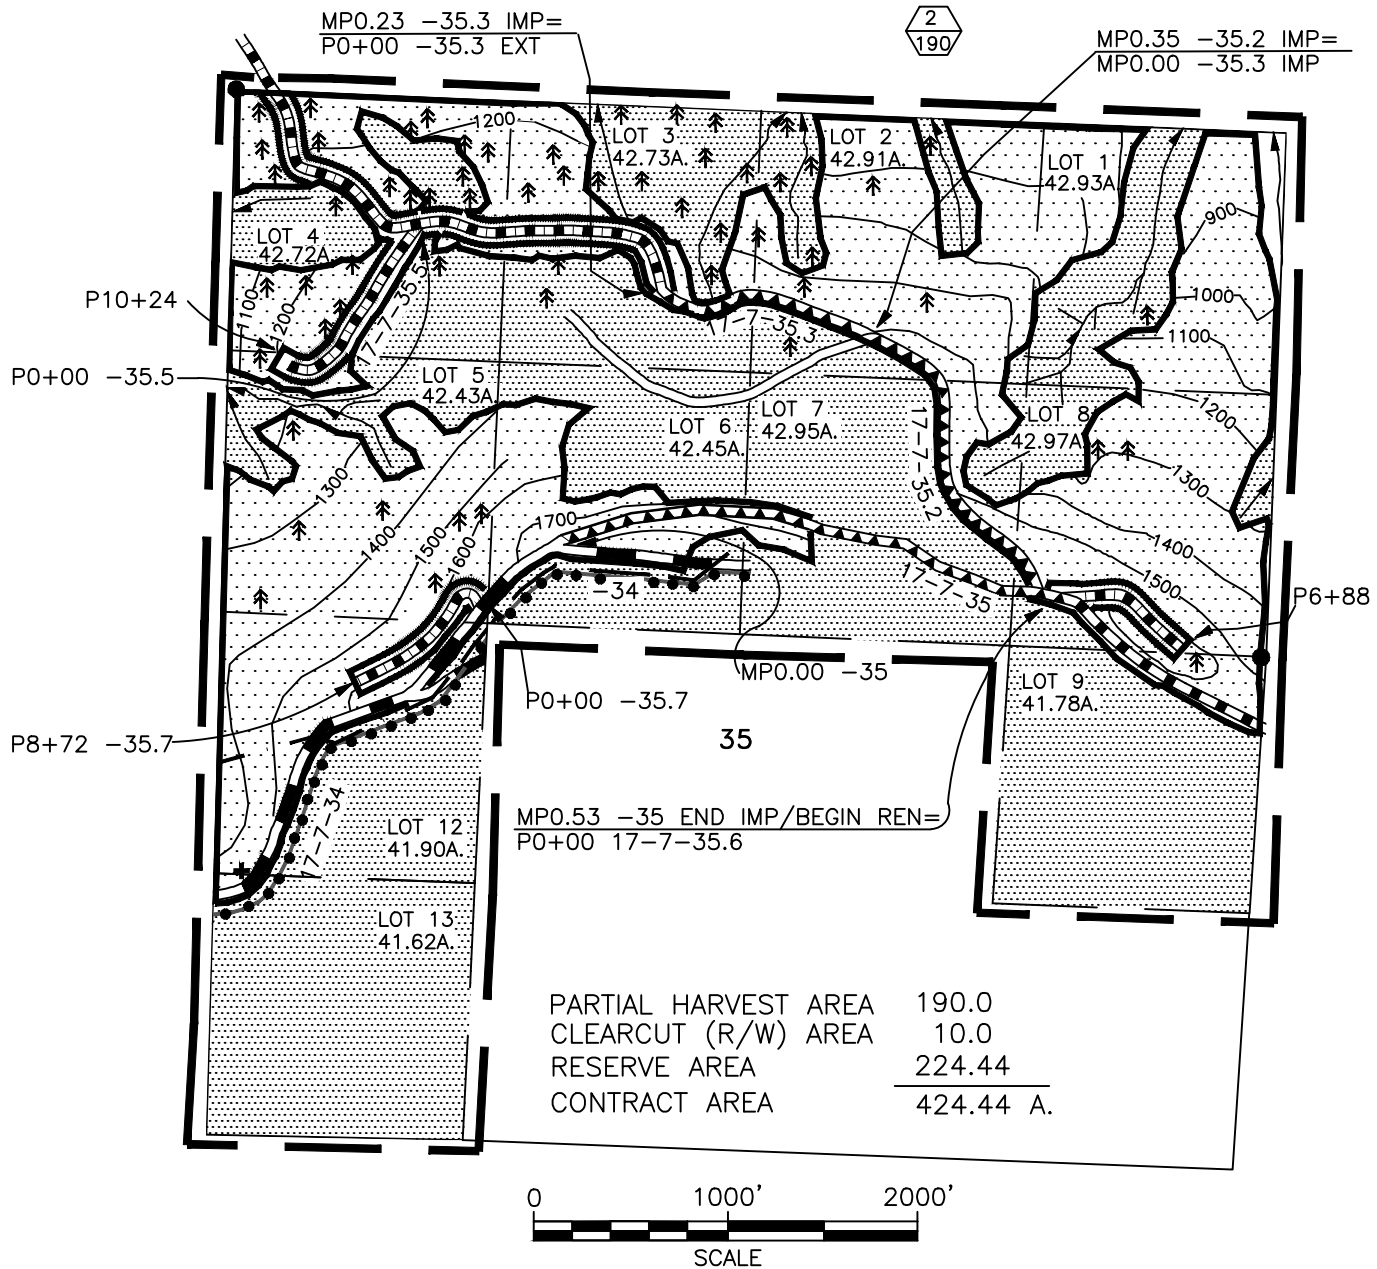 MP0.23 -35.3 IMP=
P0+00 -35.3 EXT
2
190
MP0.35 -35.2 IMP=
MP0.00 -35.3 IMP
1200
LOT 3
42.73A.
LOT 2
42.91A.
LOT 1
42.93A.
900
LOT 4
42.72A.
P10+24
1100
1200
17-7-35.5
17-7-35.3
1000
1100
P0+00 -35.5
LOT 5
42.43A.
LOT 6
42.45A.
LOT 7
42.95A.
17-7-35.2
LOT 8
42.97A.
1200
1300
1300
1400
1500
1600
1700
1400
1500
-34
17-7-35
P6+88
MP0.00 -35
P0+00 -35.7
LOT 9
41.78A.
P8+72 -35.7
35
17-7-34
MP0.53 -35 END IMP/BEGIN REN=
P0+00 17-7-35.6
LOT 12
41.90A.
LOT 13
41.62A.
PARTIAL HARVEST AREA 190.0
CLEARCUT (R/W) AREA 10.0
RESERVE AREA 224.44
CONTRACT AREA 424.44 A.
0 1000' 2000'
SCALE